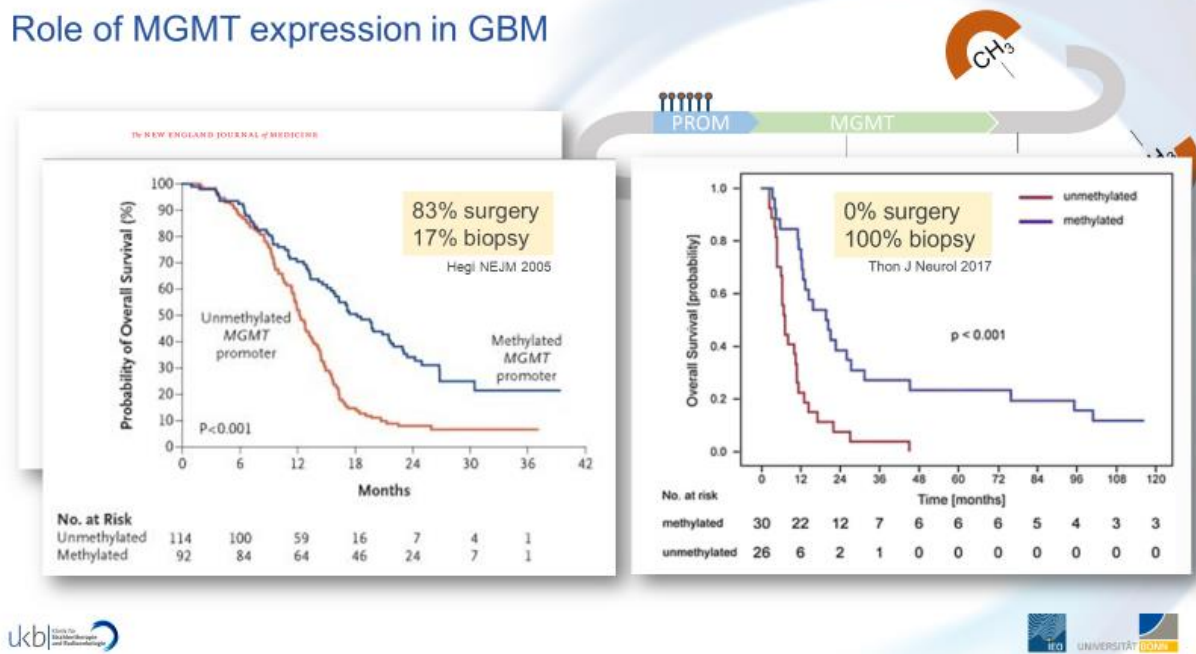 Role of MGMT expression in GBM
CH₃
PROM
MGMT
The NEW ENGLAND JOURNAL of MEDICINE
Probability of Overall Survival (%)
100
90
80
70
60
50
40
30
20
10
0
83% surgery
17% biopsy
Hegi NEJM 2005
Unmethylated
MGMT
promoter
Methylated
MGMT
promoter
P<0.001
0 6 12 18 24 30 36 42
Months
No. at Risk
Unmethylated 114 100 59 16 7 4 1
Methylated 92 84 64 46 24 7 1
Overall Survival [probability]
1.0
0.8
0.6
0.4
0.2
0.0
unmethylated
methylated
0% surgery
100% biopsy
Thon J Neurol 2017
p < 0.001
0 12 24 36 48 60 72 84 96 108 120
Time [months]
No. at risk
methylated 30 22 12 7 6 6 6 5 4 3 3
unmethylated 26 6 2 1 0 0 0 0 0 0 0
ukb
Klinik für
Strahlentherapie
und Radioonkologie
IEO
UNIVERSITÄT BONN